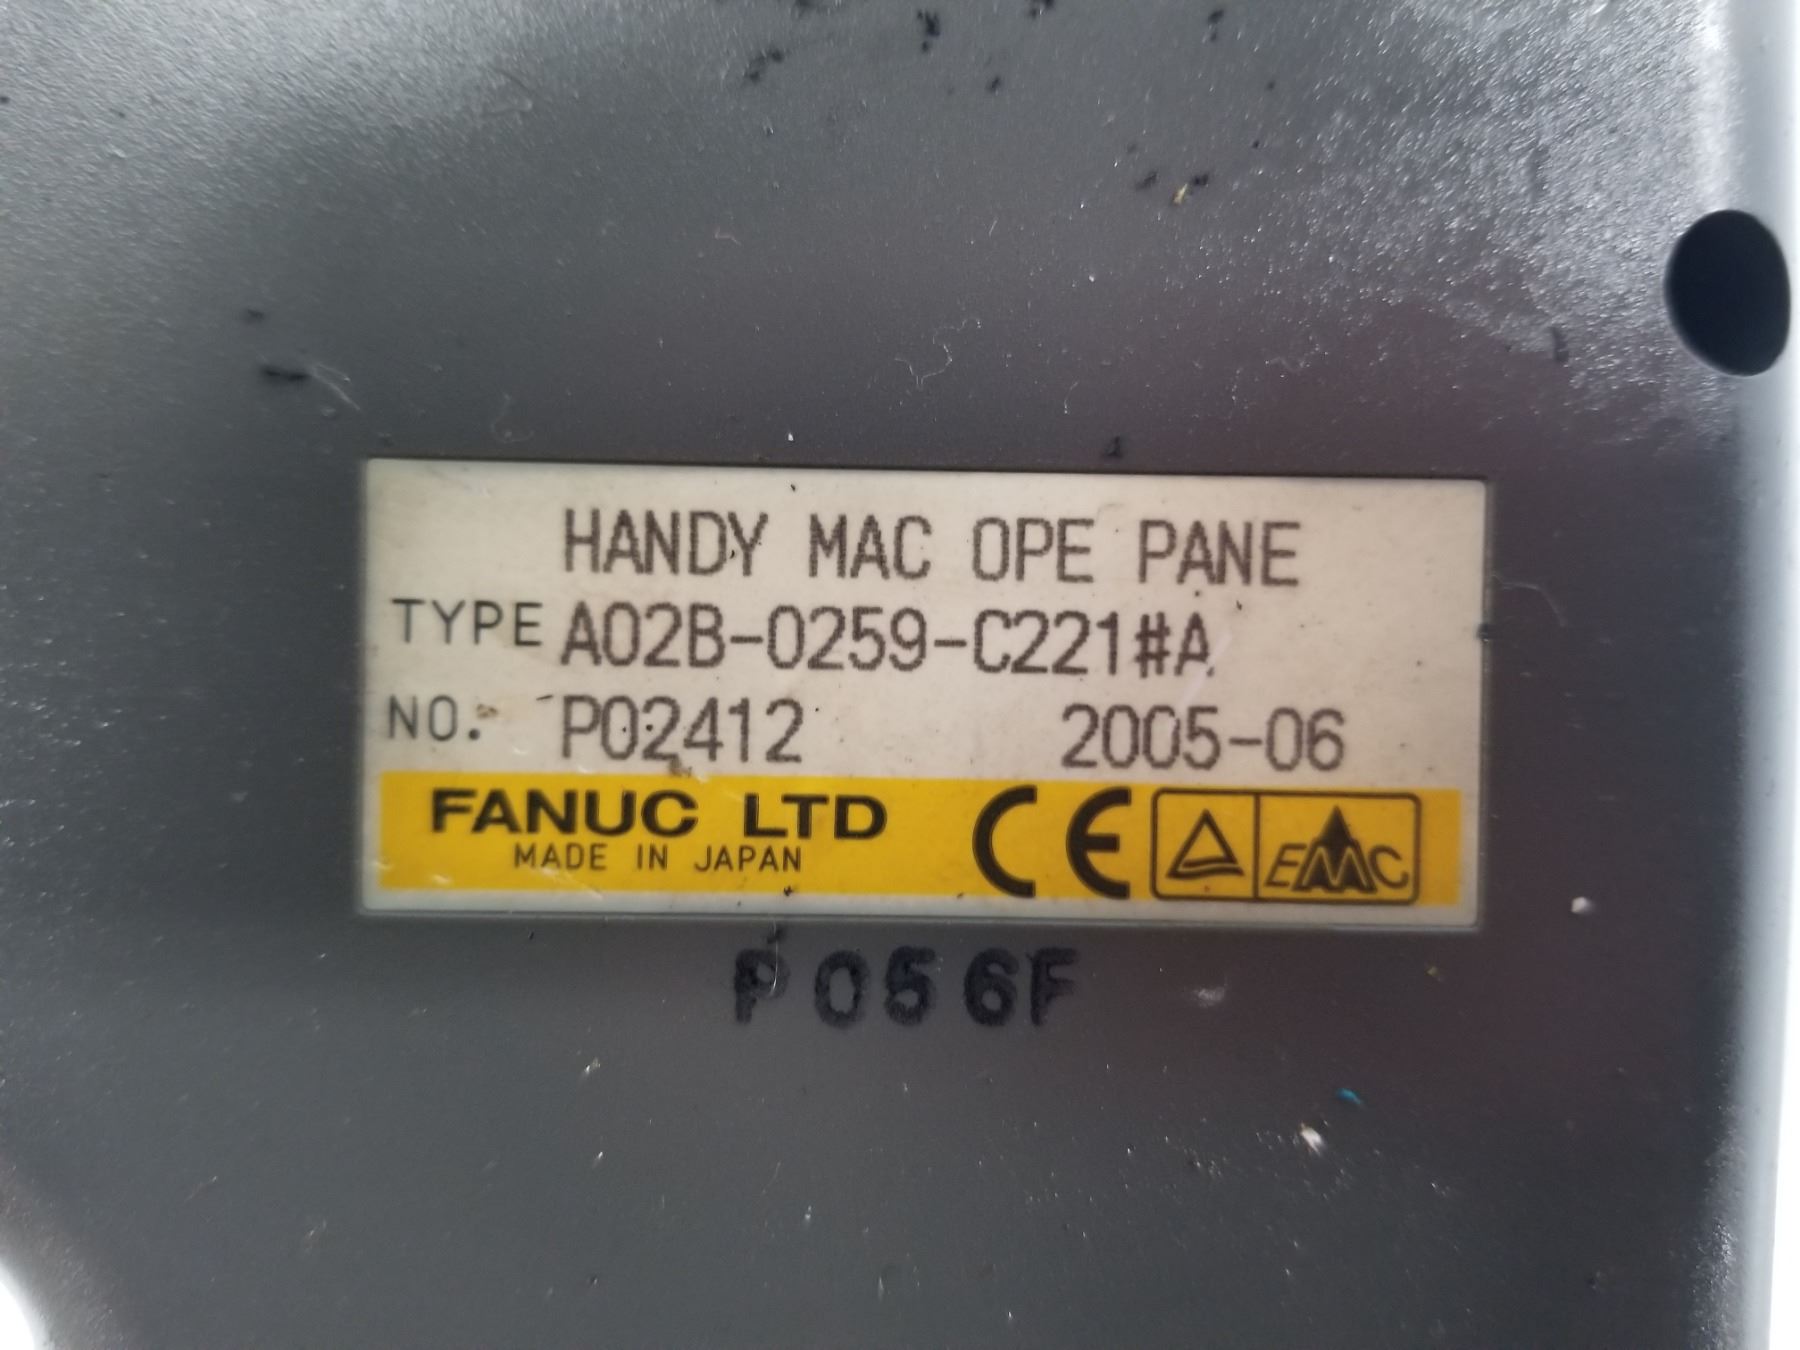 HANDY MAC OPE PANE
TYPE A02B-0259-C221#A
NO. P02412 2005-06
FANUC LTD CE EMC
MADE IN JAPAN
P056F